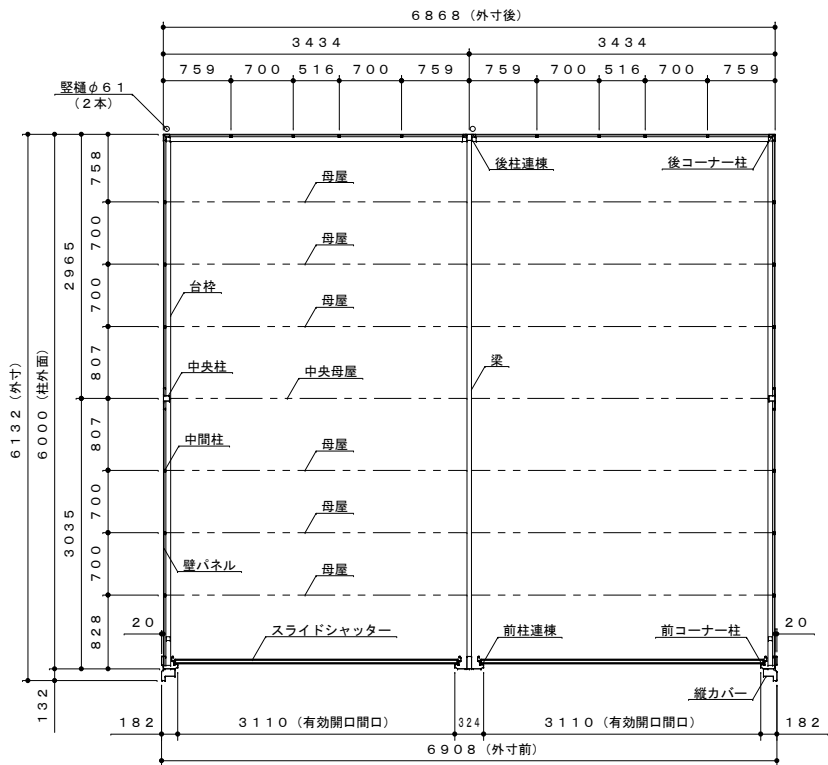 ６８６８（外寸後）
３４３４
３４３４
７５９
７００
５１６
７００
７５９
７５９
７００
５１６
７００
７５９
竪樋φ６１
（２本）
後柱連棟
後コーナー柱
母屋
母屋
台枠
母屋
中央柱
中央母屋
梁
中間柱
母屋
母屋
壁パネル
母屋
スライドシャッター
前柱連棟
前コーナー柱
縦カバー
６１３２（外寸）
６０００（柱外面）
１３２
２９６５
３０３５
７５８
７００
７００
８０７
８０７
７００
７００
８２８
２０
２０
１８２
３１１０（有効開口間口）
３２４
３１１０（有効開口間口）
１８２
６９０８（外寸前）